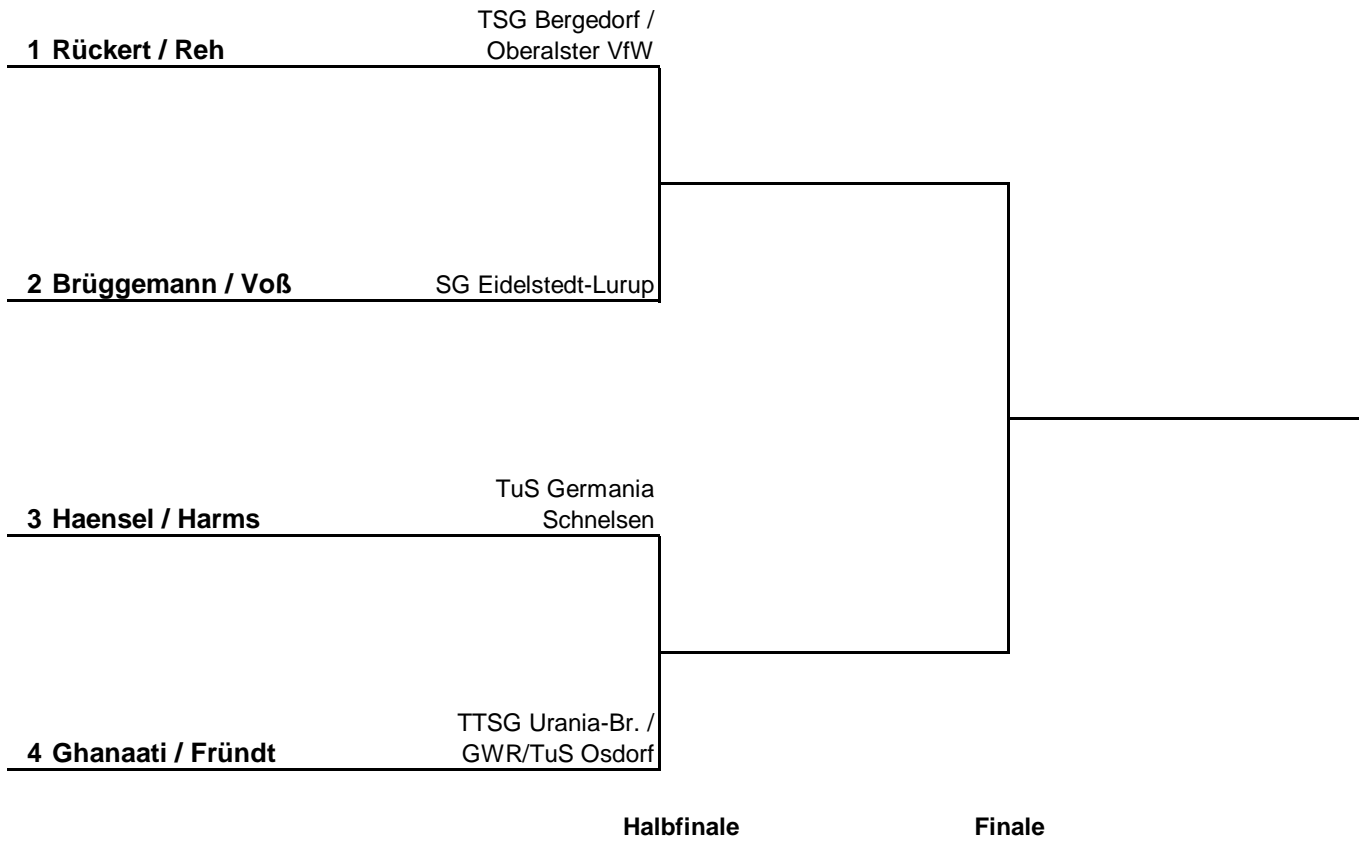 TSG Bergedorf /
1 Rückert / Reh Oberalster VfW
2 Brüggemann / Voß SG Eidelstedt-Lurup
TuS Germania
3 Haensel / Harms Schnelsen
TTSG Urania-Br. /
4 Ghanaati / Fründt GWR/TuS Osdorf
Halbfinale Finale